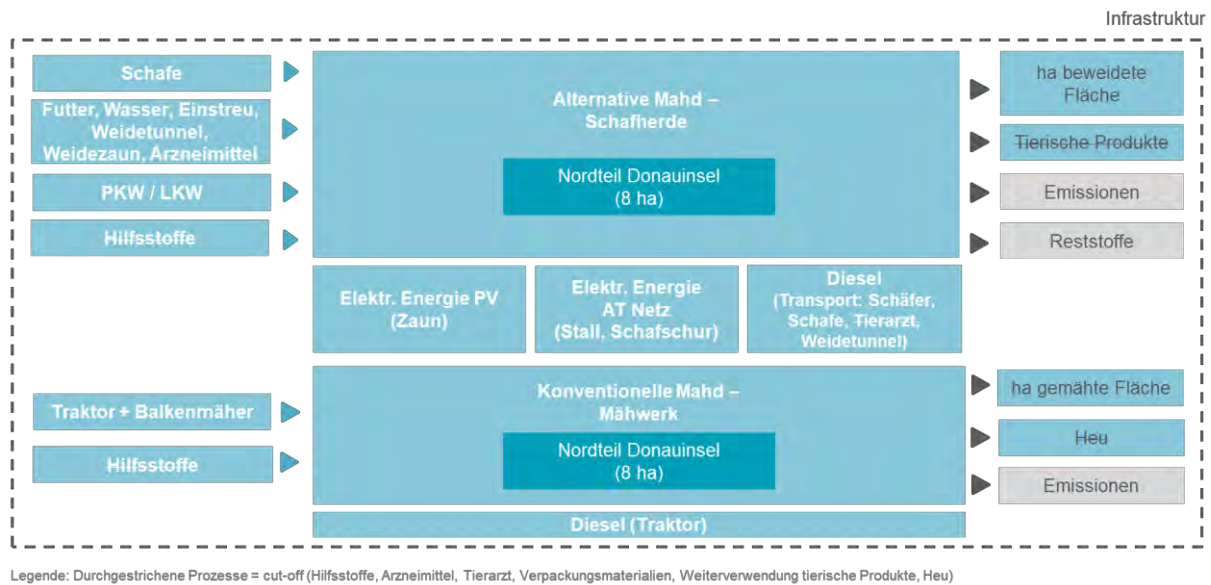 Infrastruktur
Schafe
Futter, Wasser, Einstreu,
Weidetunnel,
Weidezaun, Arzneimittel
PKW / LKW
Hilfsstoffe
Alternative Mahd –
Schafherde
Nordteil Donauinsel
(8 ha)
ha beweidete
Fläche
Tierische Produkte
Emissionen
Reststoffe
Elektr. Energie PV
(Zaun)
Elektr. Energie
AT Netz
(Stall, Schafschur)
Diesel
(Transport: Schäfer,
Schafe, Tierarzt,
Weidetunnel)
Traktor + Balkenmäher
Hilfsstoffe
Konventionelle Mahd –
Mähwerk
Nordteil Donauinsel
(8 ha)
ha gemähte Fläche
Heu
Emissionen
Diesel (Traktor)
Legende: Durchgestrichene Prozesse = cut-off (Hilfsstoffe, Arzneimittel, Tierarzt, Verpackungsmaterialien, Weiterverwendung tierische Produkte, Heu)